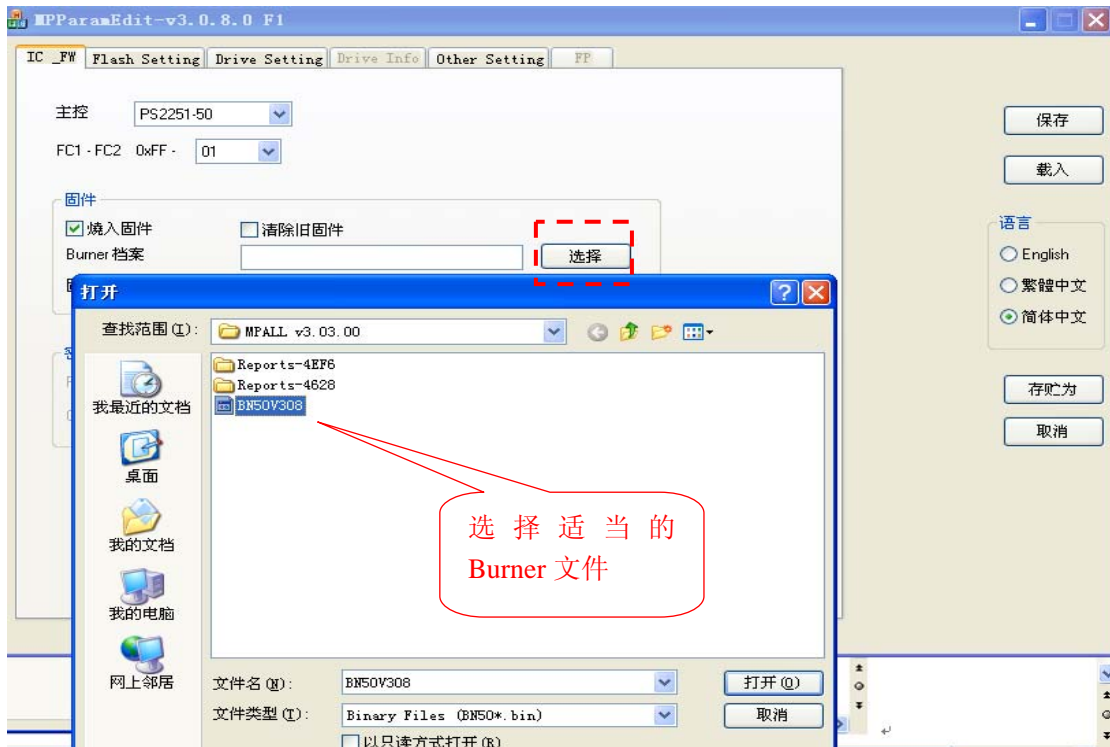 MPParamEdit-v3.0.8.0 F1
IC _FW Flash Setting Drive Setting Drive Info Other Setting FP
主控 PS2251-50
FC1 - FC2 0xFF - 01
保存
载入
固件
燒入固件 清除旧固件
Burner 档案 选择
语言
English
繁體中文
简体中文
存贮为
取消
打开
查找范围(I): MPALL v3.03.00
Reports-4EF6
Reports-4628
BN50V308
我最近的文档
桌面
我的文档
我的电脑
网上邻居
选择适当的
Burner 文件
文件名(N): BN50V308 打开(O)
文件类型(T): Binary Files (BN50*.bin) 取消
以只读方式打开(R)